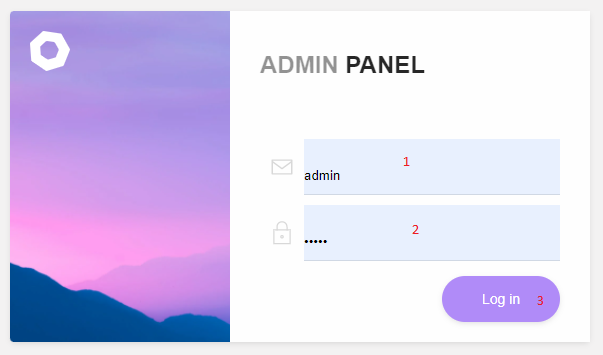 ADMIN PANEL
1
admin
2
•••••
Log in 3